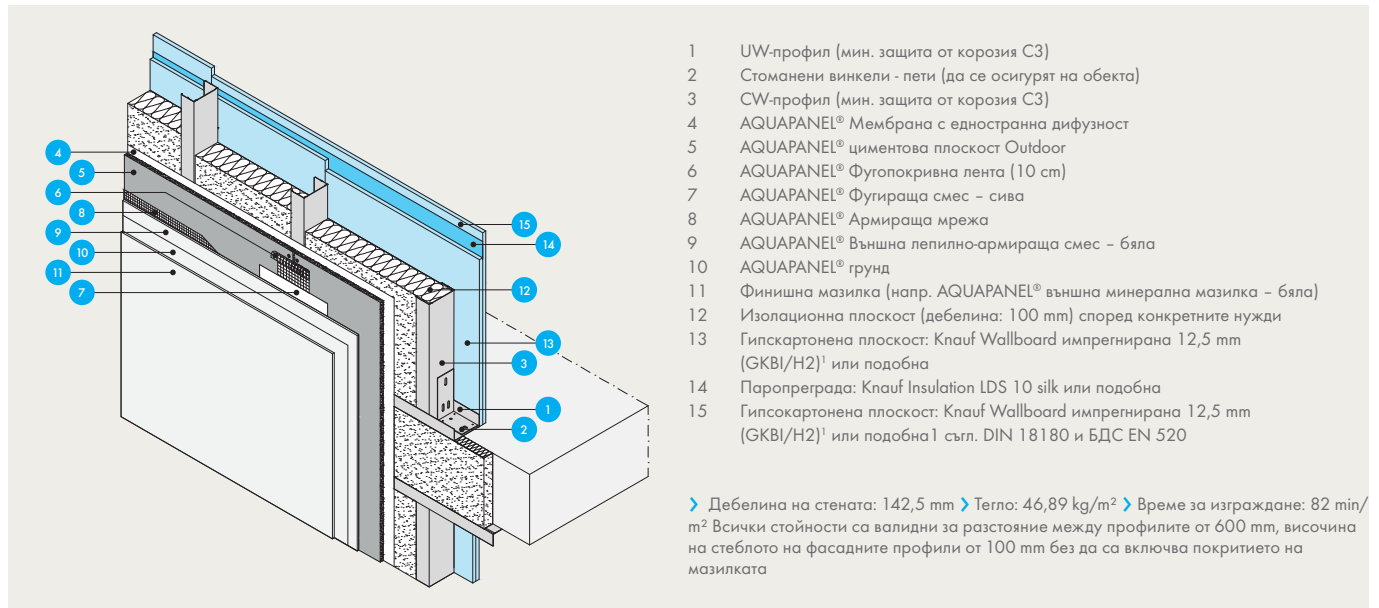 1 UW-профил (мин. защита от корозия C3)
2 Стоманени винкели - пети (да се осигурят на обекта)
3 CW-профил (мин. защита от корозия C3)
4 AQUAPANEL® Мембрана с едностранна дифузност
5 AQUAPANEL® циментова плоскост Outdoor
6 AQUAPANEL® Фугопокривна лента (10 cm)
7 AQUAPANEL® Фугираща смес – сива
8 AQUAPANEL® Армираща мрежа
9 AQUAPANEL® Външна лепилно-армираща смес – бяла
10 AQUAPANEL® грунд
11 Финишна мазилка (напр. AQUAPANEL® външна минерална мазилка – бяла)
12 Изолационна плоскост (дебелина: 100 mm) според конкретните нужди
13 Гипскартонена плоскост: Knauf Wallboard импрегнирана 12,5 mm
(GKBI/H2)¹ или подобна
14 Паропреграда: Knauf Insulation LDS 10 silk или подобна
15 Гипсокартонена плоскост: Knauf Wallboard импрегнирана 12,5 mm
(GKBI/H2)¹ или подобна1 съгл. DIN 18180 и БДС EN 520
› Дебелина на стената: 142,5 mm › Тегло: 46,89 kg/m² › Време за изграждане: 82 min/
m² Всички стойности са валидни за разстояние между профилите от 600 mm, височина
на стеблото на фасадните профили от 100 mm без да са включва покритието на
мазилката
4
5
6
8
9
10
11
7
15
14
12
13
3
1
2